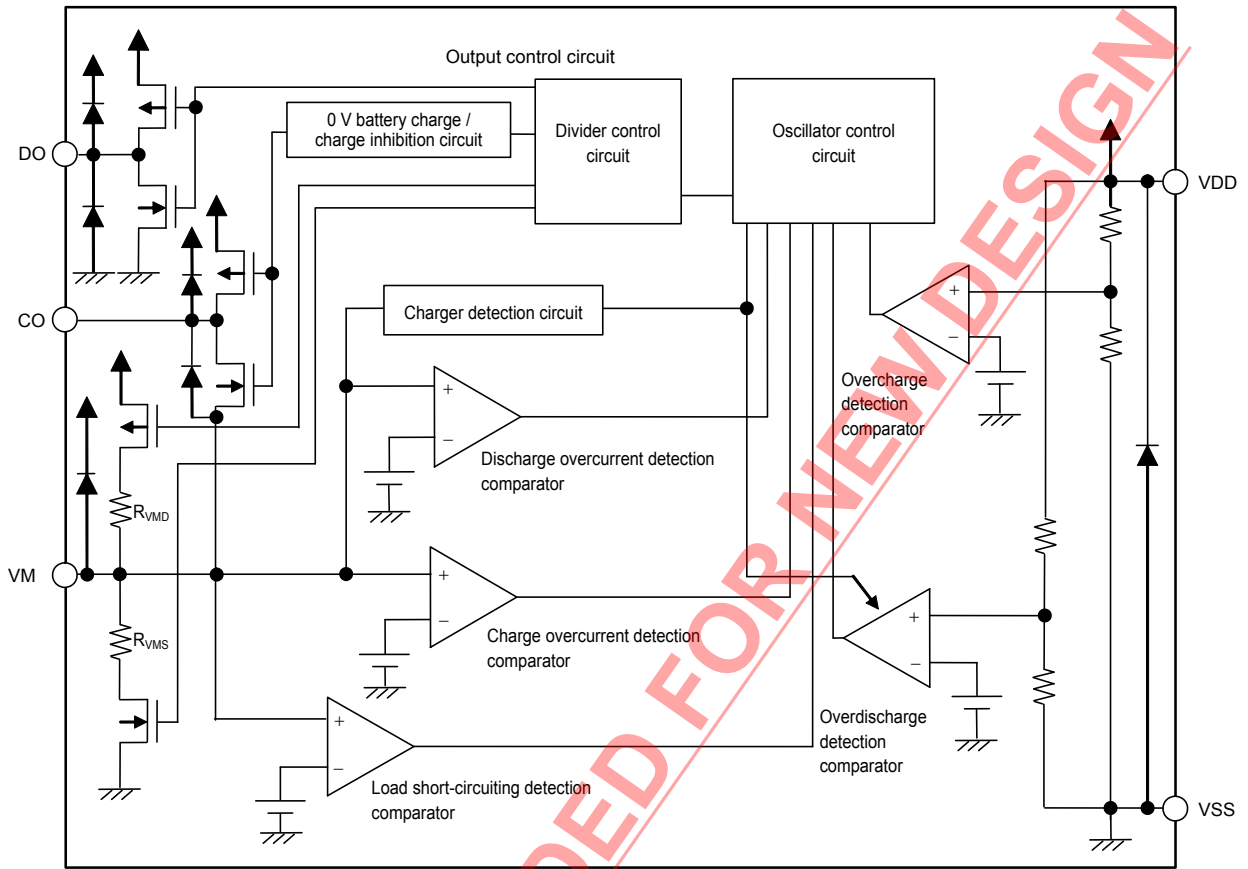 Output control circuit
0 V battery charge /
charge inhibition circuit
Divider control
circuit
Oscillator control
circuit
DO
VDD
CO
Charger detection circuit
+
−
Overcharge
detection
comparator
+
−
Discharge overcurrent detection
comparator
RVMD
VM
+
−
Charge overcurrent detection
comparator
RVMS
+
−
Overdischarge
detection
comparator
+
−
Load short-circuiting detection
comparator
VSS
DED FOR NEW DESIGN